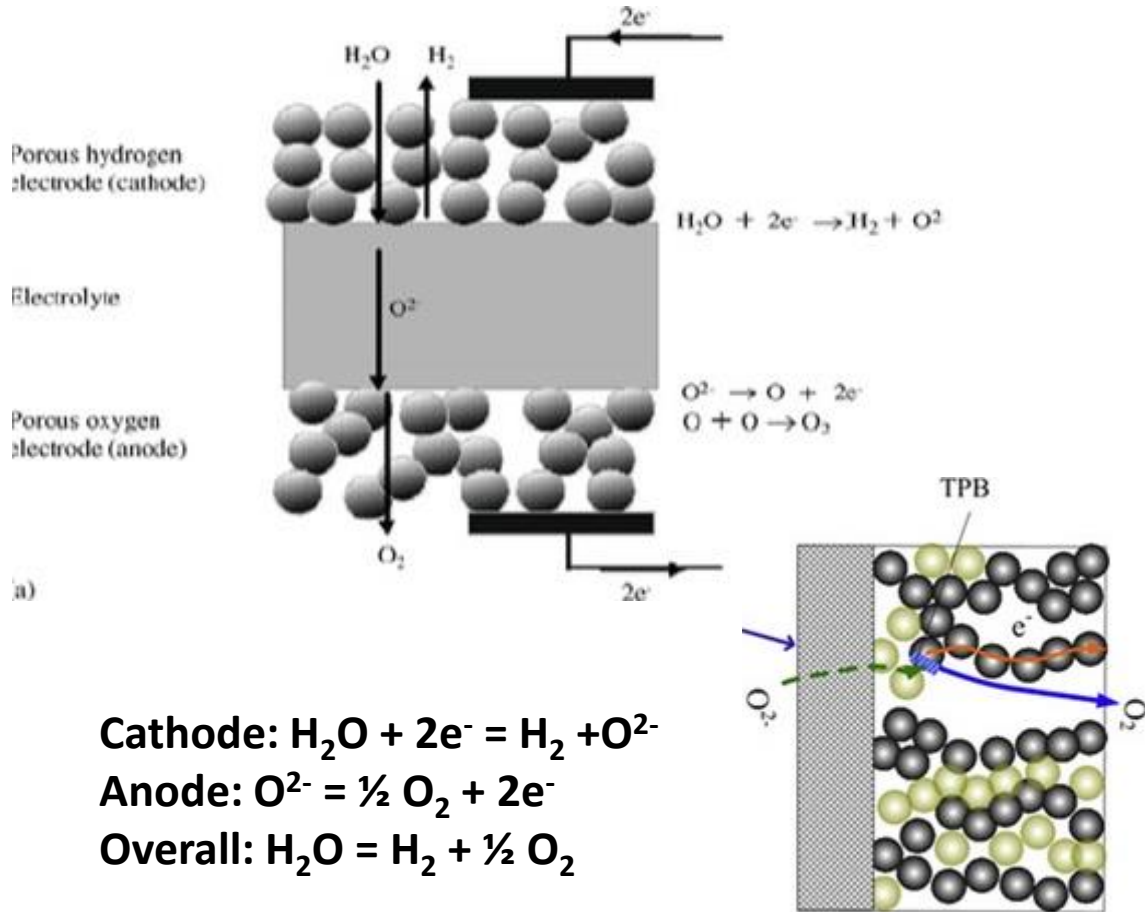 2e-
H₂O H₂
Porous hydrogen
electrode (cathode)
H₂O + 2e- → H₂ + O²
Electrolyte
O²-
O²- → O + 2e-
O + O → O₃
Porous oxygen
electrode (anode)
O₂
2e-
a)
TPB
e-
O²-
O₂
Cathode: H₂O + 2e- = H₂ +O²-
Anode: O²- = ½ O₂ + 2e-
Overall: H₂O = H₂ + ½ O₂